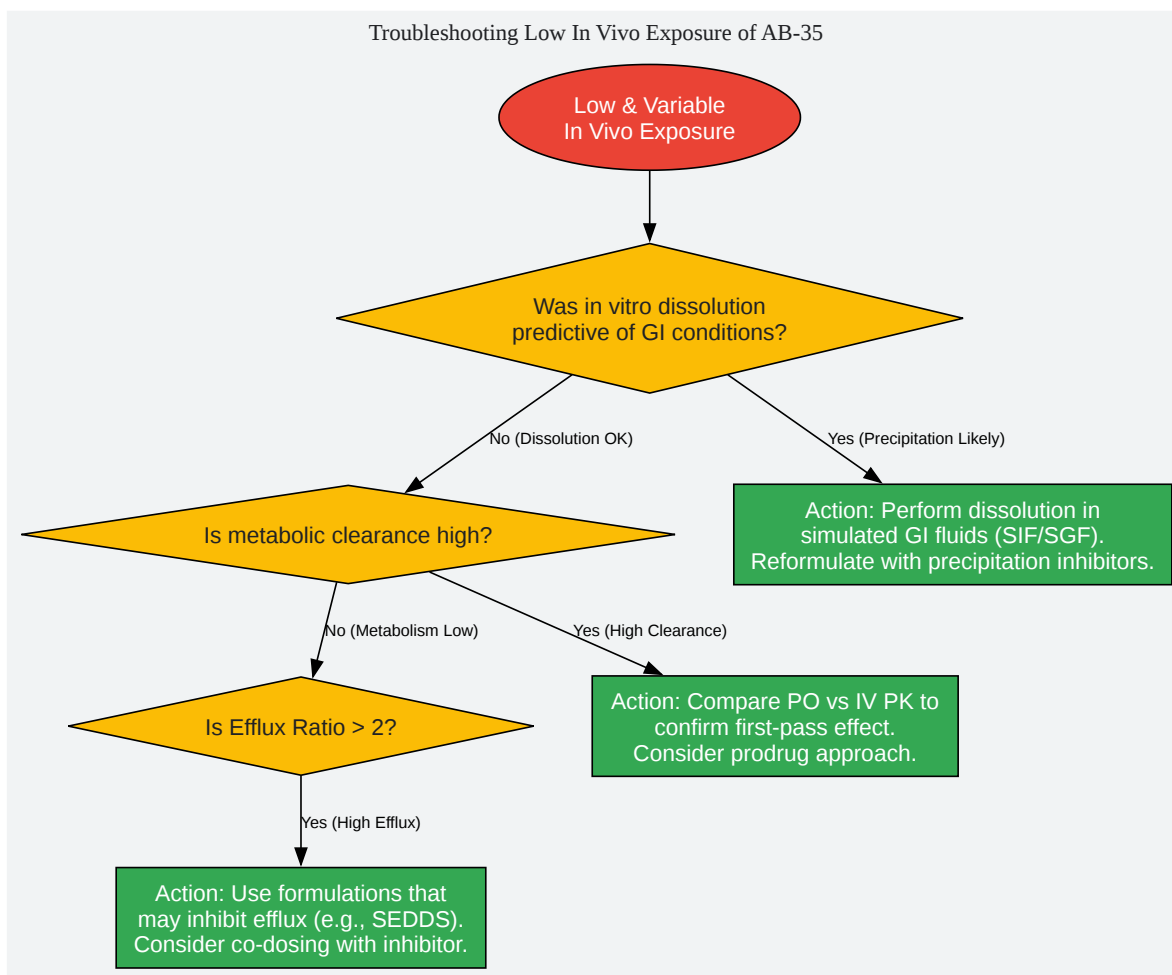 Troubleshooting Low In Vivo Exposure of AB-35
Low & Variable
In Vivo Exposure
Was in vitro dissolution
predictive of GI conditions?
No (Dissolution OK)
Yes (Precipitation Likely)
Is metabolic clearance high?
Action: Perform dissolution in
simulated GI fluids (SIF/SGF).
Reformulate with precipitation inhibitors.
No (Metabolism Low)
Yes (High Clearance)
Is Efflux Ratio > 2?
Action: Compare PO vs IV PK to
confirm first-pass effect.
Consider prodrug approach.
Yes (High Efflux)
Action: Use formulations that
may inhibit efflux (e.g., SEDDS).
Consider co-dosing with inhibitor.